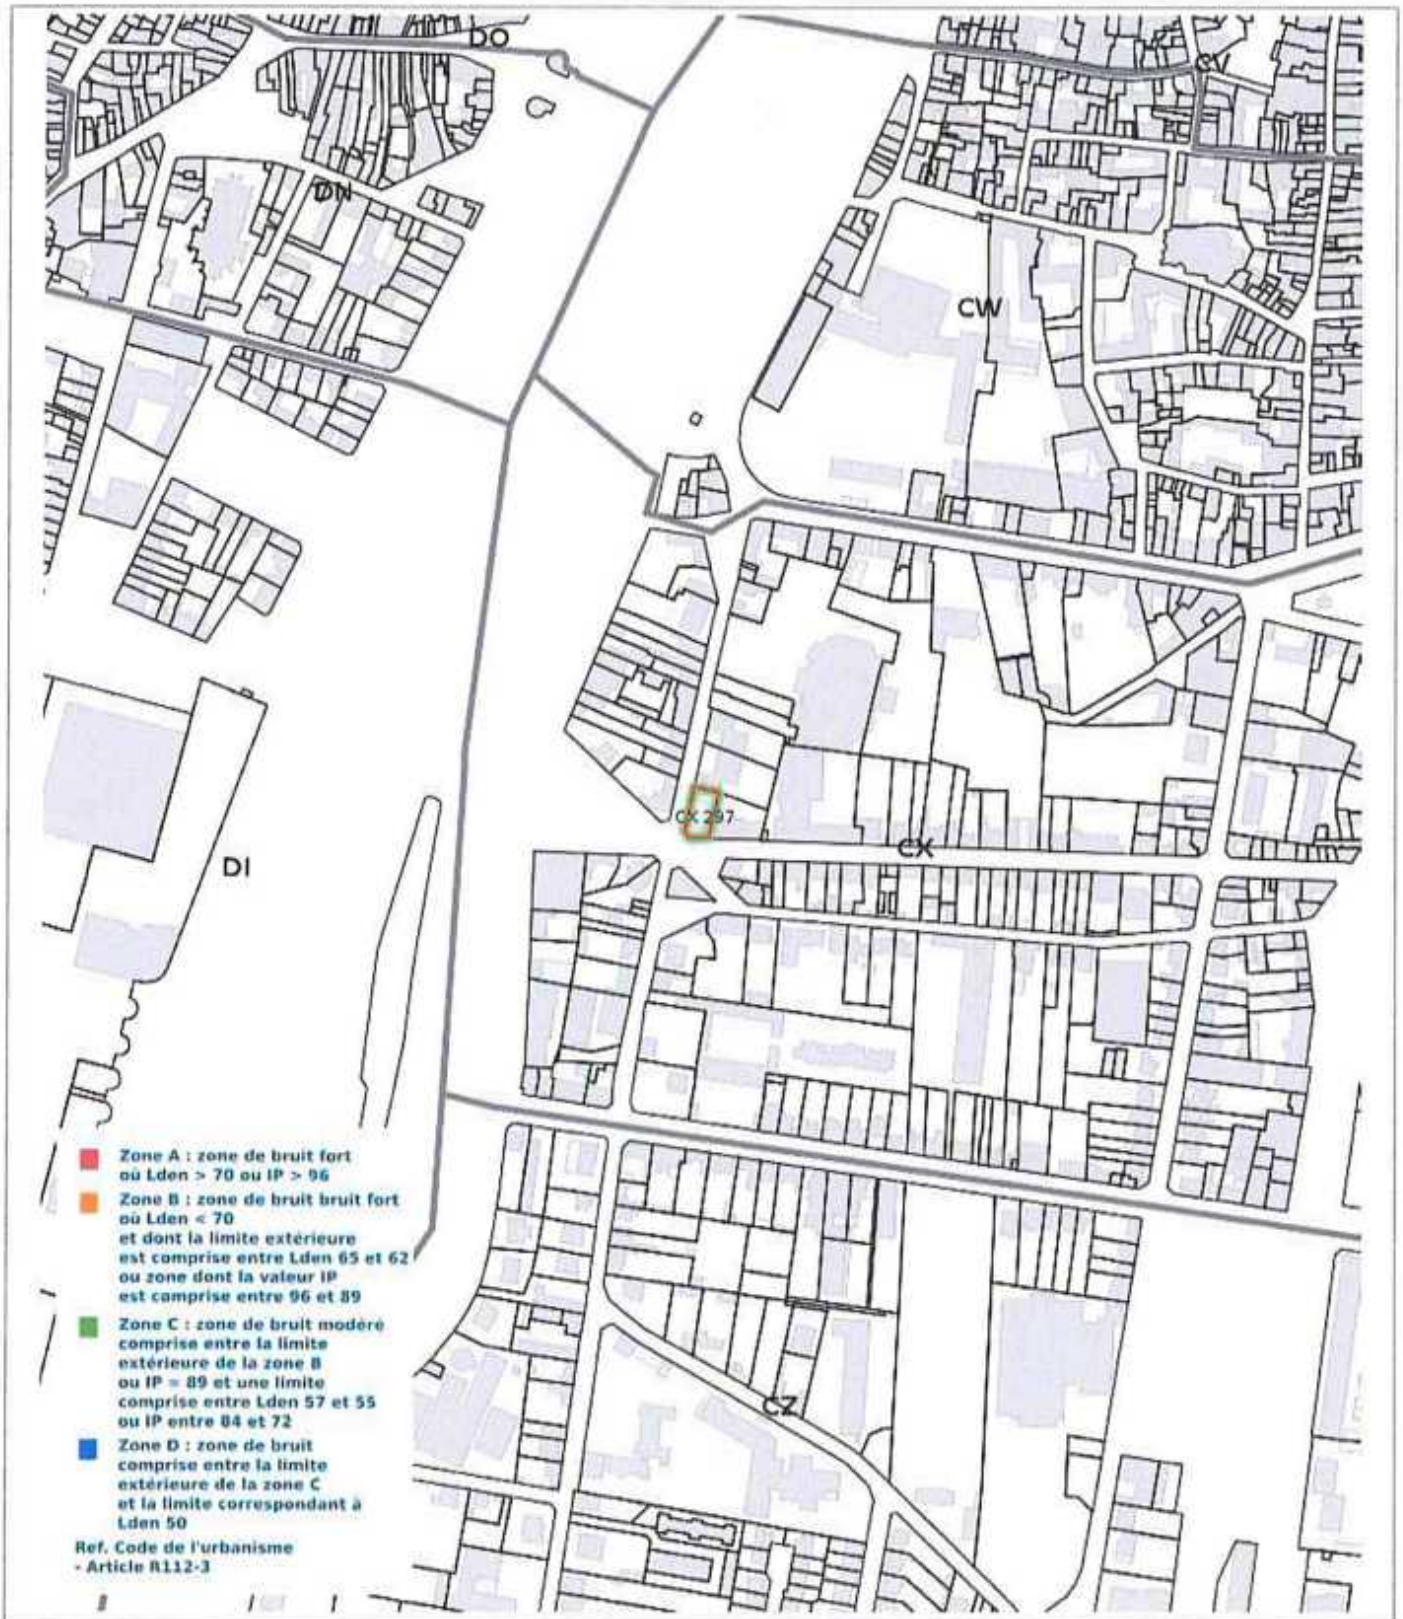 DO
CV
DN
CW
CX 297
CX
DI
Zone A : zone de bruit fort
où Lden > 70 ou IP > 96
Zone B : zone de bruit bruit fort
où Lden < 70
et dont la limite extérieure
est comprise entre Lden 65 et 62
ou zone dont la valeur IP
est comprise entre 96 et 89
Zone C : zone de bruit modéré
comprise entre la limite
extérieure de la zone B
ou IP = 89 et une limite
comprise entre Lden 57 et 55
ou IP entre 84 et 72
Zone D : zone de bruit
comprise entre la limite
extérieure de la zone C
et la limite correspondant à
Lden 50
Ref. Code de l'urbanisme
- Article R112-3
CZ